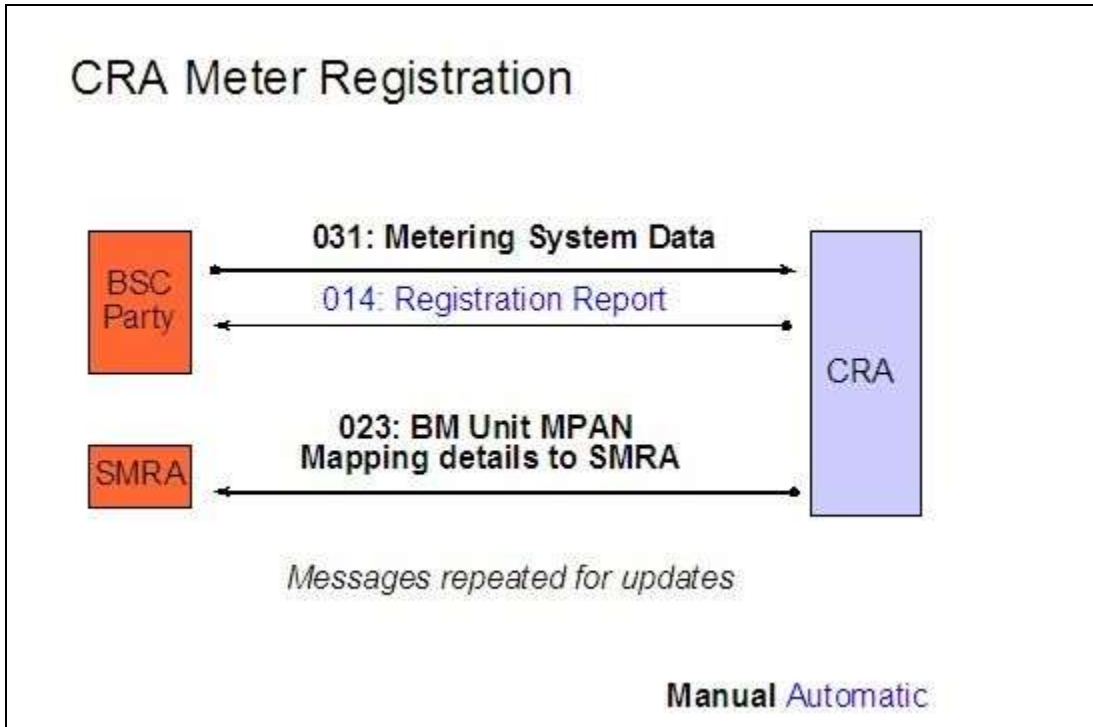 CRA Meter Registration
031: Metering System Data
BSC
Party
014: Registration Report
CRA
023: BM Unit MPAN
Mapping details to SMRA
SMRA
Messages repeated for updates
Manual Automatic